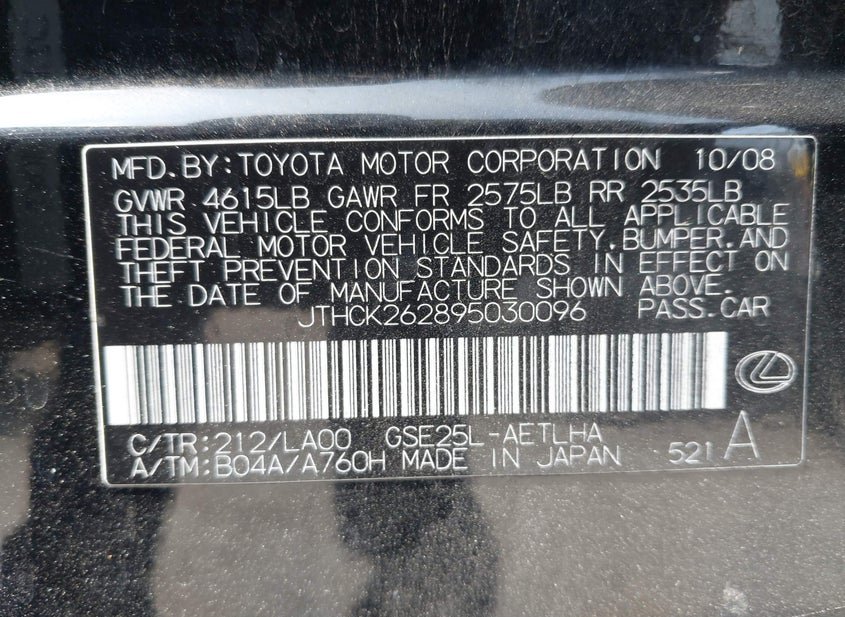 MFD.BY:TOYOTA MOTOR CORPORATION 10/08
GVWR 4615LB GAWR FR 2575LB RR 2535LB
THIS VEHICLE CONFORMS TO ALL APPLICABLE
FEDERAL MOTOR VEHICLE SAFETY,BUMPER,AND
THEFT PREVENTION STANDARDS IN EFFECT ON
THE DATE OF MANUFACTURE SHOWN ABOVE.
JTHCK262895030096 PASS.CAR
C/TR:212/LA00 GSE25L-AETLHA
A/TM:B04A/A760H MADE IN JAPAN 521 A